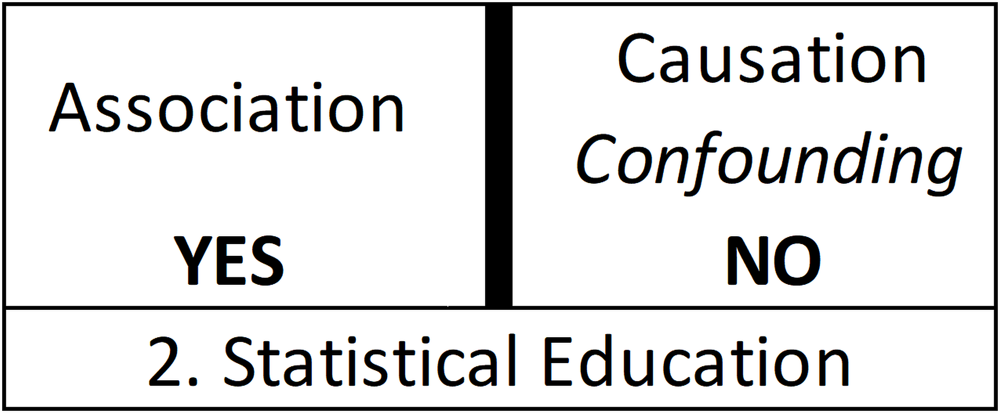 Association
YES
Causation
Confounding
NO
2. Statistical Education